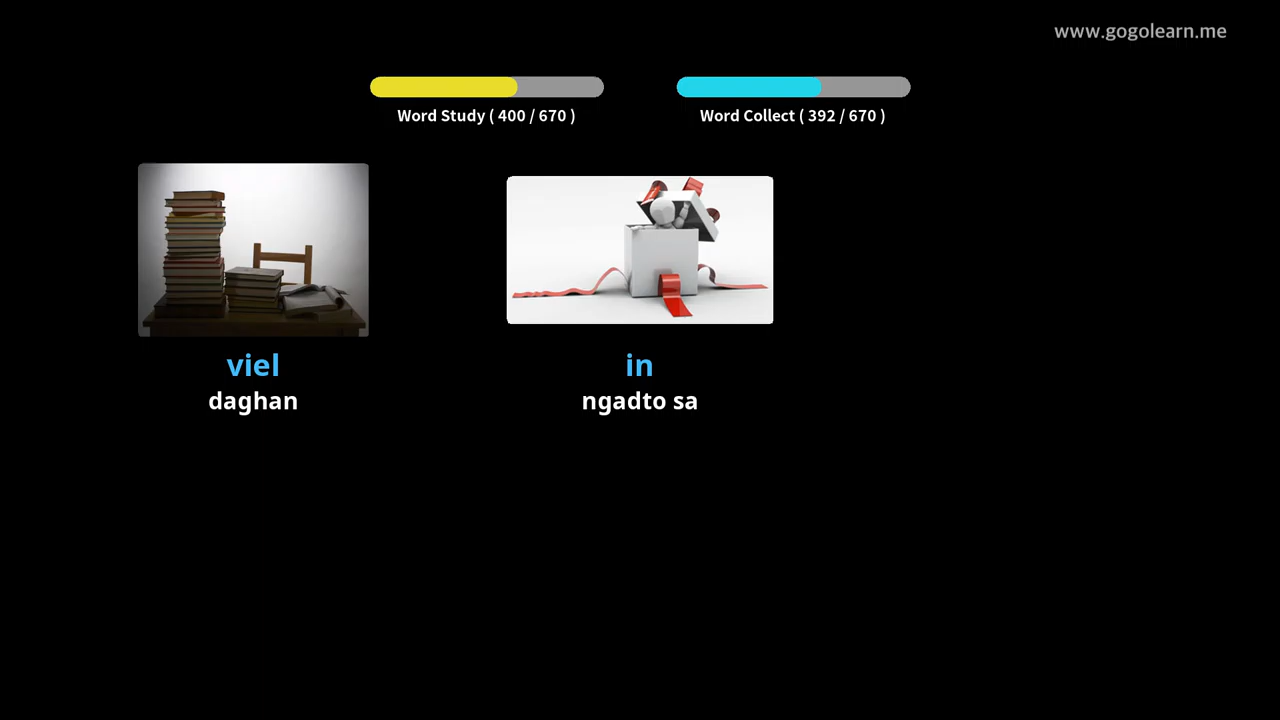 www.gogolearn.me
Word Study ( 400 / 670 )
Word Collect ( 392 / 670 )
viel
daghan
in
ngadto sa